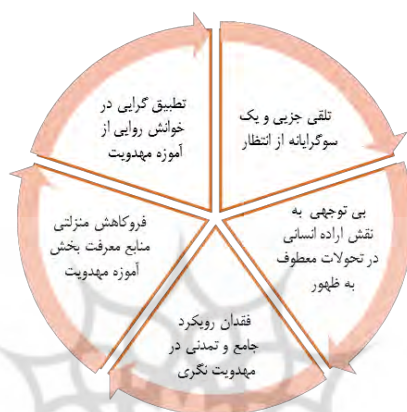 تلقی جزیی و یک
سوگرایانه از انتظار
بی توجهی به
نقش اراده انسانی
در تحولات معطوف
به ظهور
فقدان رویکرد
جامع و تمدنی در
مهدویت نگری
فروکاهش منزلتی
منابع معرفت بخش
آموزه مهدویت
تطبیق گرایی در
خوانش روایی از
آموزه مهدویت